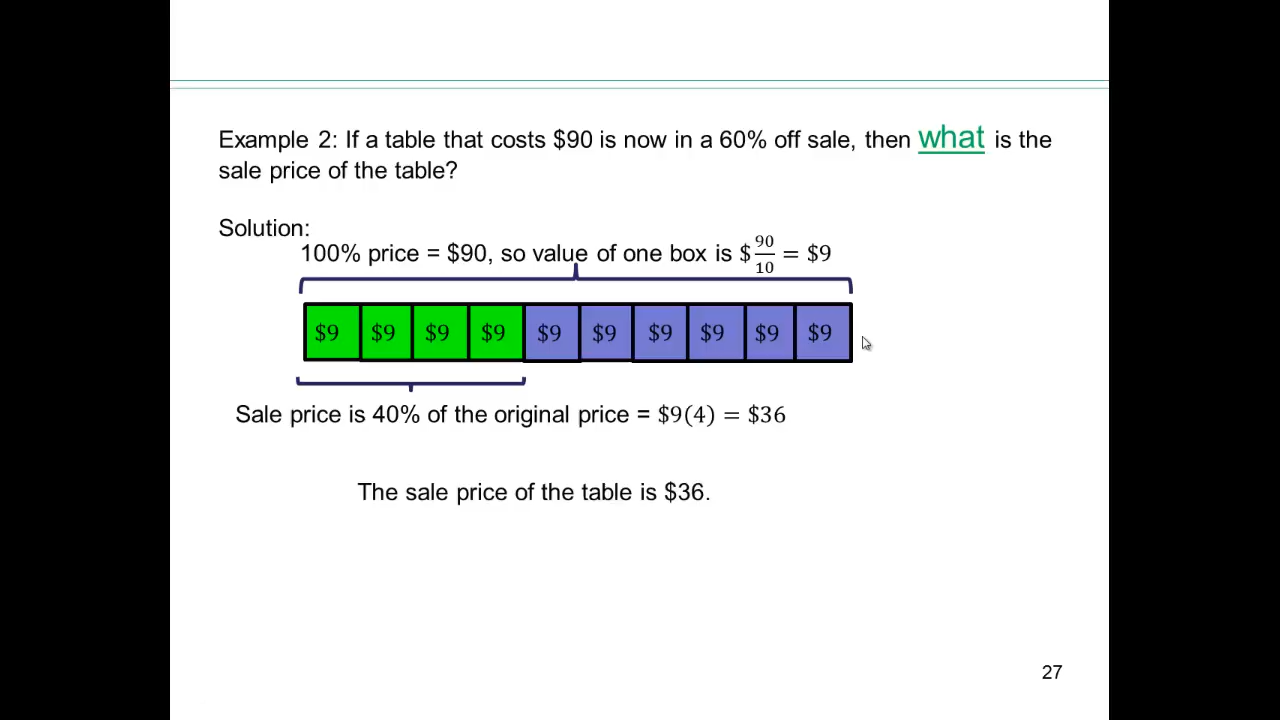 Example 2: If a table that costs $90 is now in a 60% off sale, then what is the
sale price of the table?
Solution:
100% price = $90, so value of one box is $90/10 = $9
$9 $9 $9 $9 $9 $9 $9 $9 $9 $9
Sale price is 40% of the original price = $9(4) = $36
The sale price of the table is $36.
27